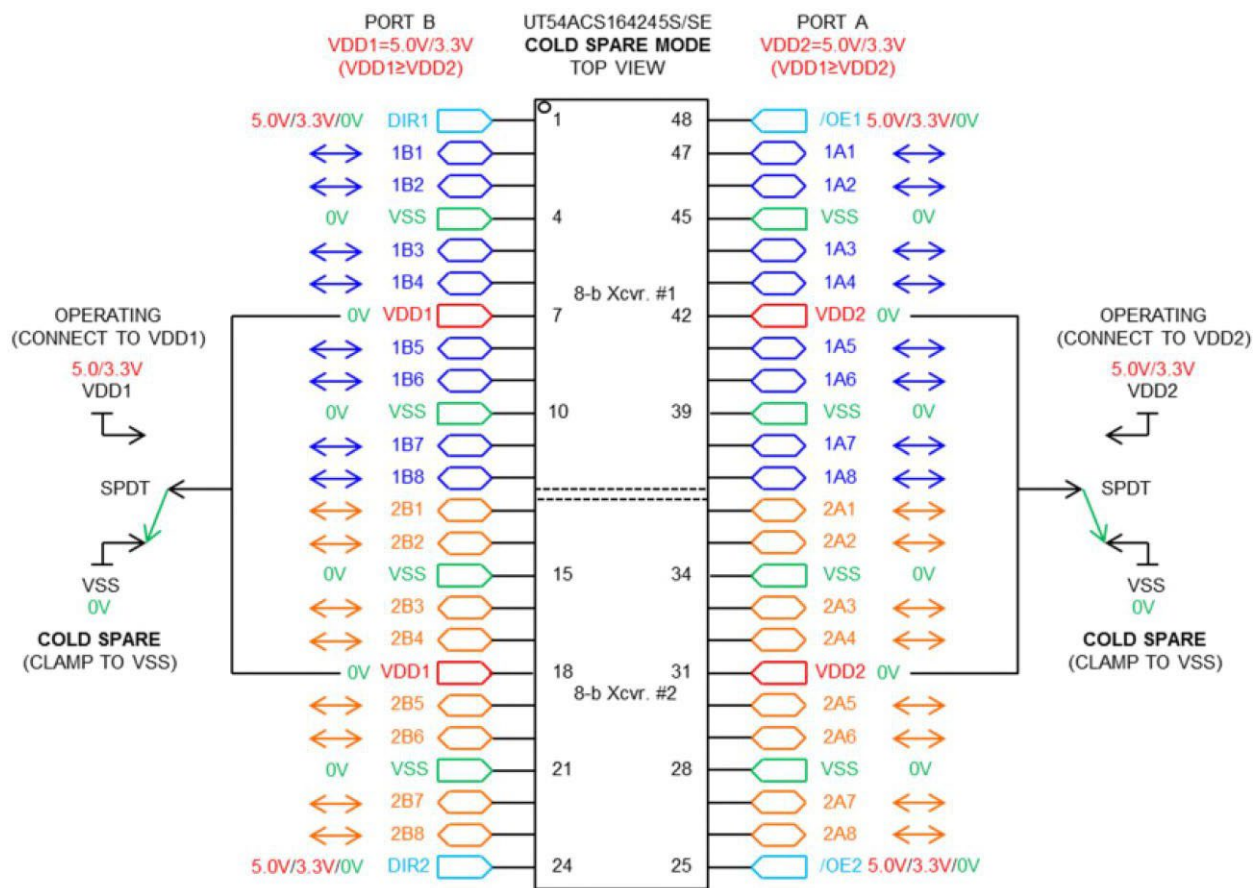 PORT B UT54ACS164245S/SE PORT A
VDD1=5.0V/3.3V COLD SPARE MODE VDD2=5.0V/3.3V
(VDD1≥VDD2) TOP VIEW (VDD1≥VDD2)
5.0V/3.3V/0V DIR1 1 48 /OE1 5.0V/3.3V/0V
1B1 47 1A1
1B2 1A2
0V VSS 4 45 VSS 0V
1B3 1A3
1B4 8-b Xcvr. #1 1A4
OPERATING 0V VDD1 7 42 VDD2 0V OPERATING
(CONNECT TO VDD1) (CONNECT TO VDD2)
1B5 1A5
5.0/3.3V 1B6 1A6 5.0V/3.3V
VDD1 VDD2
0V VSS 10 39 VSS 0V
1B7 1A7
SPDT 1B8 1A8 SPDT
2B1 2A1
2B2 2A2
VSS 0V VSS 15 34 VSS 0V VSS
0V 2B3 2A3 0V
COLD SPARE 2B4 2A4 COLD SPARE
(CLAMP TO VSS) (CLAMP TO VSS)
0V VDD1 18 31 VDD2 0V
8-b Xcvr. #2
2B5 2A5
2B6 2A6
0V VSS 21 28 VSS 0V
2B7 2A7
2B8 2A8
5.0V/3.3V/0V DIR2 24 25 /OE2 5.0V/3.3V/0V